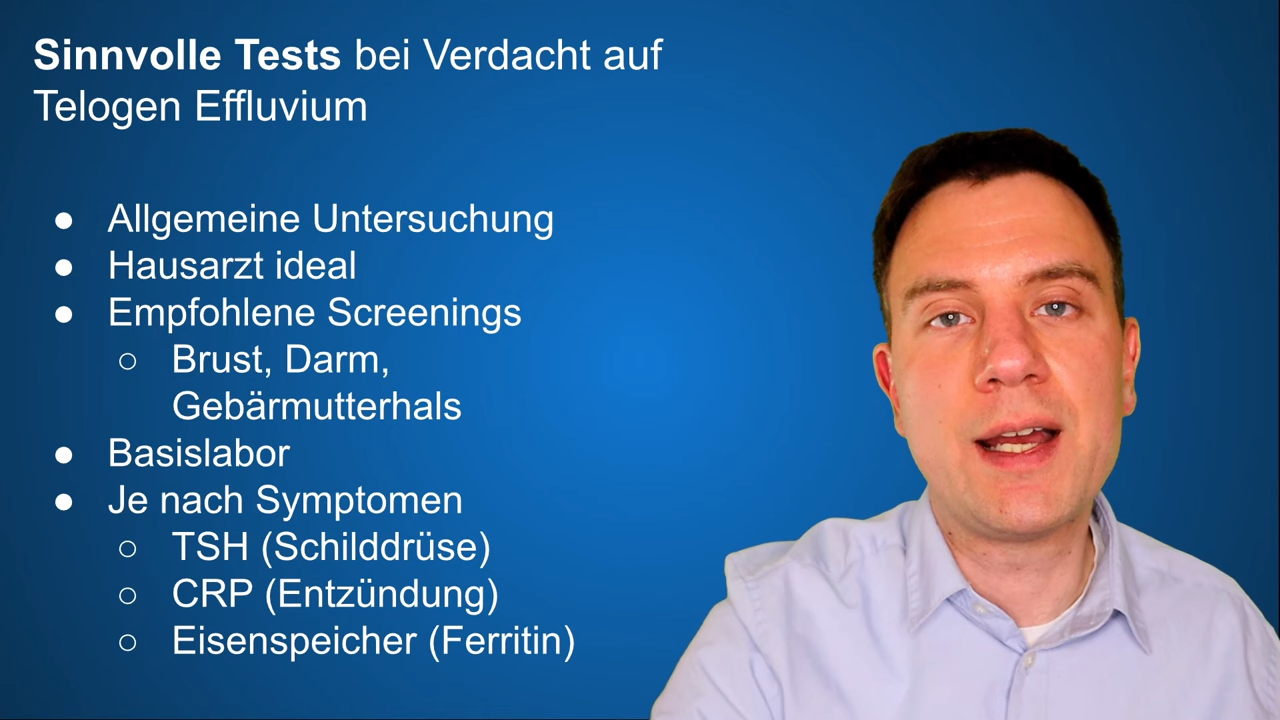 Sinnvolle Tests bei Verdacht auf
Telogen Effluvium
● Allgemeine Untersuchung
● Hausarzt ideal
● Empfohlene Screenings
○ Brust, Darm,
Gebärmutterhals
● Basislabor
● Je nach Symptomen
○ TSH (Schilddrüse)
○ CRP (Entzündung)
○ Eisenspeicher (Ferritin)